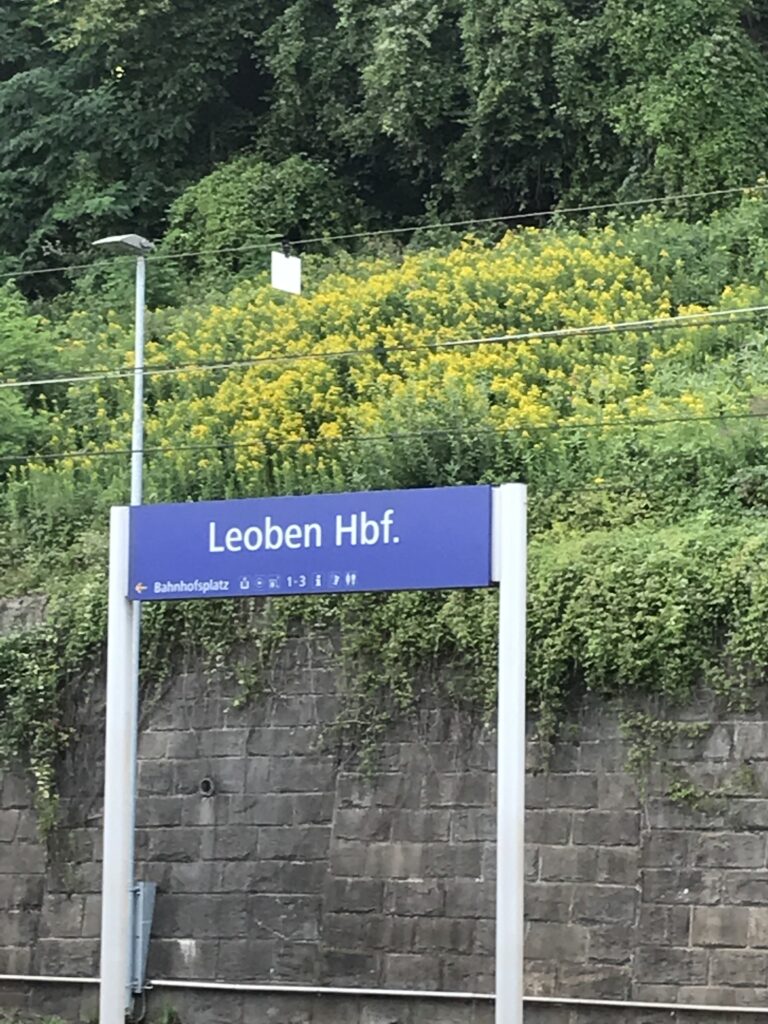 Leoben Hbf.
← Bahnhofsplatz 1-3